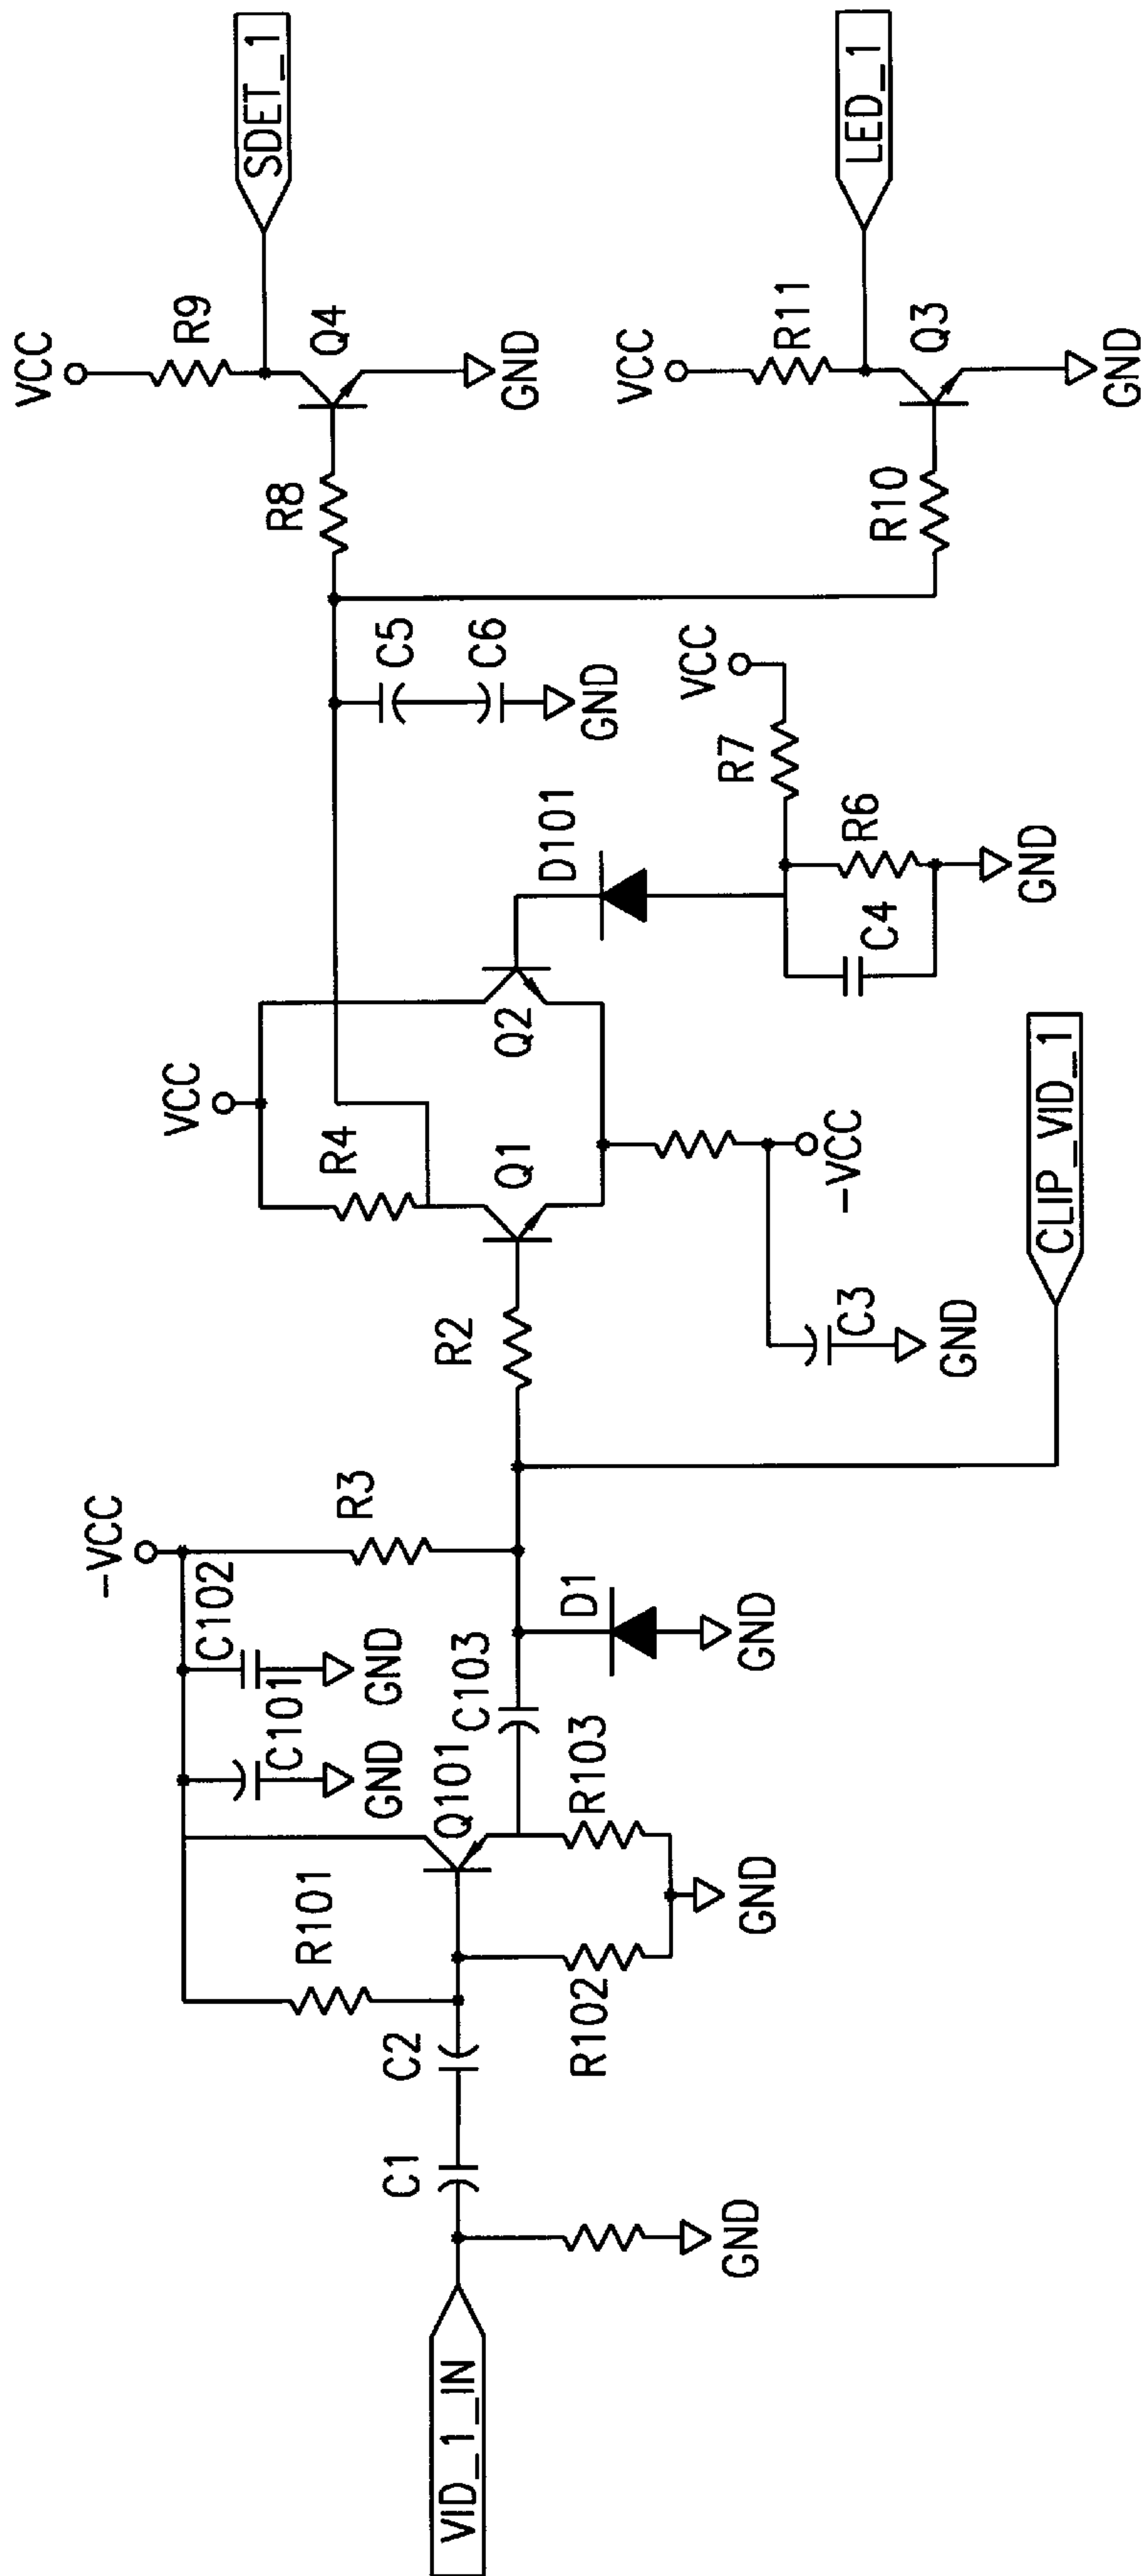 VID_1_IN
C1
GND
C2
R101
R102
GND
Q101
R103
C101
GND
C102
GND
-VCC
C103
D1
GND
R3
R2
CLIP_VID_1
C3
GND
-VCC
Q1
R4
VCC
Q2
D101
C4
R6
GND
R7
VCC
C5
C6
GND
R8
R10
VCC
R9
Q4
GND
SDET_1
VCC
R11
Q3
GND
LED_1